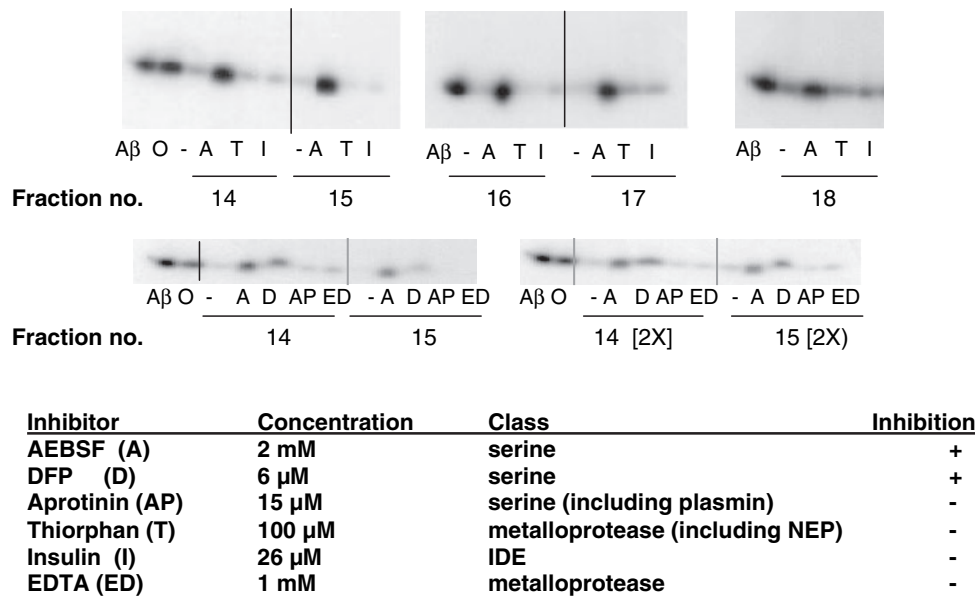 Aβ O - A T I - A T I Aβ - A T I - A T I Aβ - A T I
Fraction no. 14 15 16 17 18
Aβ O - A D AP ED - A D AP ED Aβ O - A D AP ED - A D AP ED
Fraction no. 14 15 14 [2X] 15 [2X)
Inhibitor Concentration Class Inhibition
AEBSF (A) 2 mM serine +
DFP (D) 6 µM serine +
Aprotinin (AP) 15 µM serine (including plasmin) -
Thiorphan (T) 100 µM metalloprotease (including NEP) -
Insulin (I) 26 µM IDE -
EDTA (ED) 1 mM metalloprotease -